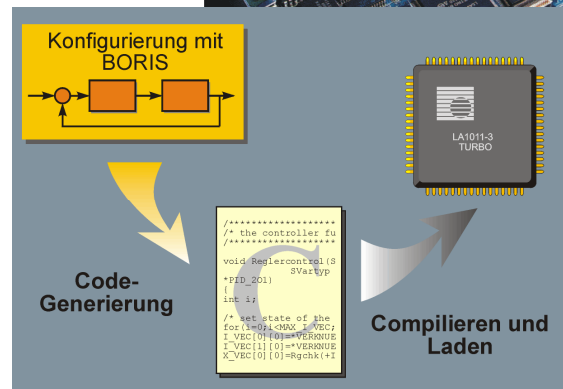 Konfigurierung mit
BORIS
LA1011-3
TURBO
Code-
Generierung
C
/*******************
/* the controller fu
/*******************
void Reglercontrol(S
SVartyp
*PID_201)
{
int i;
/* set state of the
for(i=0;i<MAX_I_VEC;
I_VEC[0][0]=*VERKNUE
I_VEC[1][0]=*VERKNUE
X_VEC[0][0]=Rgchk(+I
Compilieren und
Laden